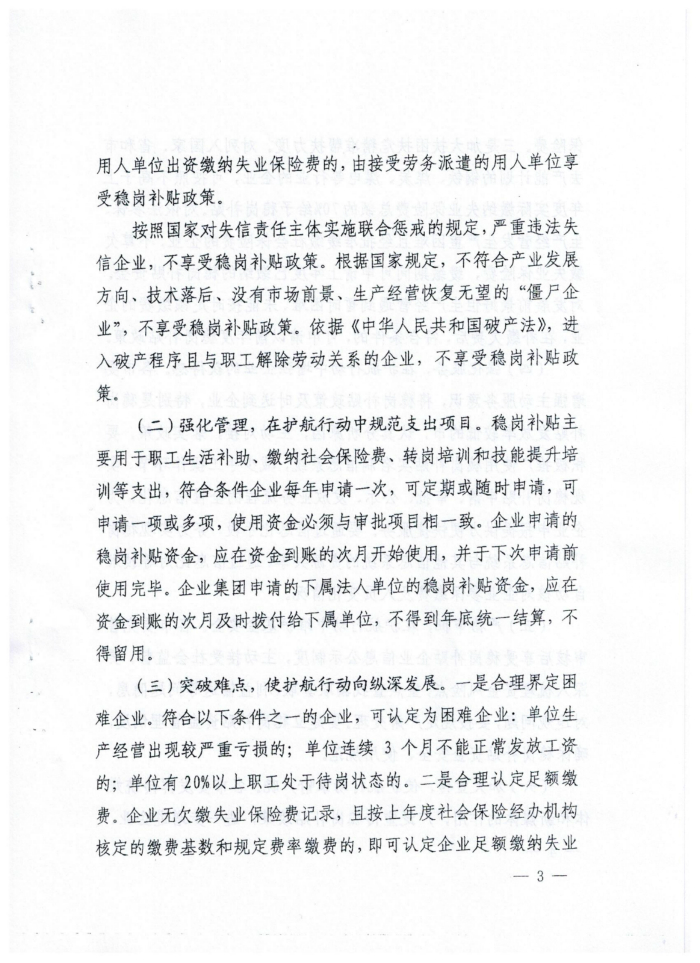 用人单位出资缴纳失业保险费的，由接受劳务派遣的用人单位享
受稳岗补贴政策。
按照国家对失信责任主体实施联合惩戒的规定，严重违法失
信企业，不享受稳岗补贴政策。根据国家规定，不符合产业发展
方向、技术落后、没有市场前景、生产经营恢复无望的“僵尸企
业”，不享受稳岗补贴政策。依据《中华人民共和国破产法》，进
入破产程序且与职工解除劳动关系的企业，不享受稳岗补贴政
策。
（二）强化管理，在护航行动中规范支出项目。稳岗补贴主
要用于职工生活补助、缴纳社会保险费、转岗培训和技能提升培
训等支出，符合条件企业每年申请一次，可定期或随时申请，可
申请一项或多项，使用资金必须与审批项目相一致。企业申请的
稳岗补贴资金，应在资金到账的次月开始使用，并于下次申请前
使用完毕。企业集团申请的下属法人单位的稳岗补贴资金，应在
资金到账的次月及时拨付给下属单位，不得到年底统一结算，不
得留用。
（三）突破难点，使护航行动向纵深发展。一是合理界定困
难企业。符合以下条件之一的企业，可认定为困难企业：单位生
产经营出现较严重亏损的；单位连续 3 个月不能正常发放工资
的；单位有 20%以上职工处于待岗状态的。二是合理认定足额缴
费。企业无欠缴失业保险费记录，且按上年度社会保险经办机构
核定的缴费基数和规定费率缴费的，即可认定企业足额缴纳失业
— 3 —